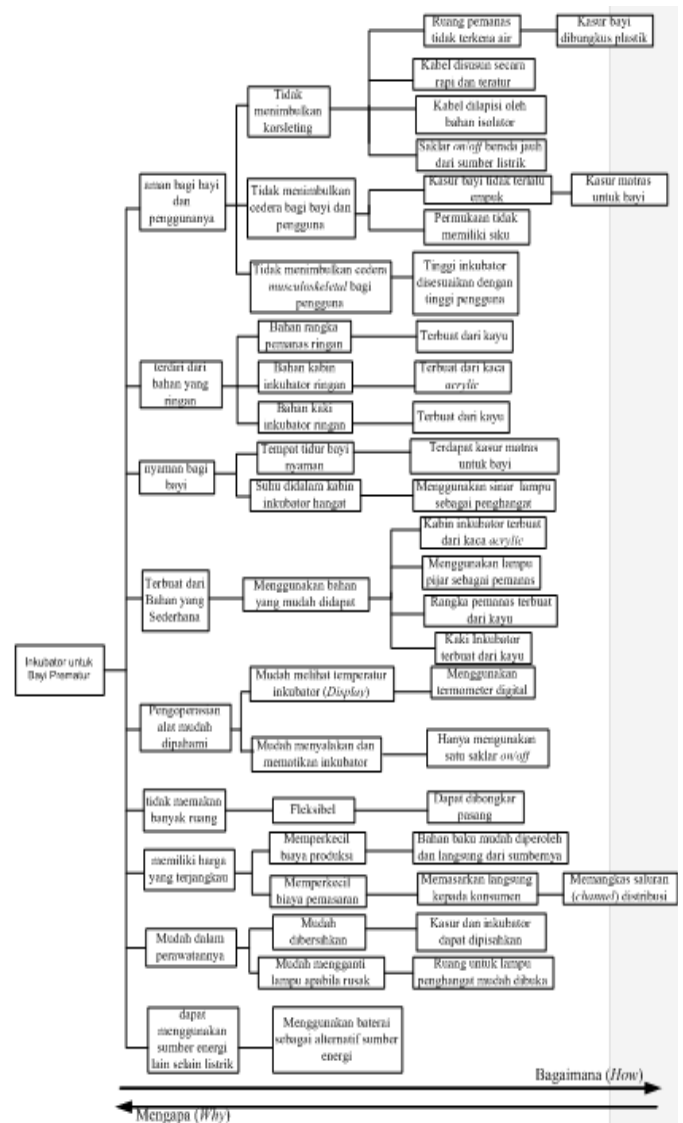 Ruang pemanas
tidak terkena air
Kasur bayi
dibungkus plastik
Kabel disusun secara
rapi dan teratur
Tidak
menimbulkan
korsleting
Kabel dilapisi oleh
bahan isolator
Saklar on/off berada jauh
dari sumber listrik
aman bagi bayi
dan
penggunanya
Tidak menimbulkan
cedera bagi bayi dan
pengguna
Kasur bayi tidak terlalu
empuk
Kasur matras
untuk bayi
Permukaan tidak
memiliki siku
Tidak menimbulkan cedera
musculoskeletal bagi
pengguna
Tinggi inkubator
disesuaikan dengan
tinggi pengguna
terdiri dari
bahan yang
ringan
Bahan rangka
pemanas ringan
Terbuat dari kayu
Bahan kabin
inkubator ringan
Terbuat dari kaca
acrylic
Bahan kaki
inkubator ringan
Terbuat dari kayu
nyaman bagi
bayi
Tempat tidur bayi
nyaman
Terdapat kasur matras
untuk bayi
Suhu didalam kabin
inkubator hangat
Menggunakan sinar lampu
sebagai penghangat
Terbuat dari
Bahan yang
Sederhana
Menggunakan bahan
yang mudah didapat
Kabin inkubator terbuat
dari kaca acrylic
Menggunakan lampu
pijar sebagai pemanas
Rangka pemanas terbuat
dari kayu
Kaki Inkubator
terbuat dari kayu
Inkubator untuk
Bayi Prematur
Pengoperasian
alat mudah
dipahami
Mudah melihat temperatur
inkubator (Display)
Menggunakan
termometer digital
Mudah menyalakan dan
mematikan inkubator
Hanya mengunakan
satu saklar on/off
tidak memakan
banyak ruang
Fleksibel
Dapat dibongkar
pasang
memiliki harga
yang terjangkau
Memperkecil
biaya produksi
Bahan baku mudah diperoleh
dan langsung dari sumbernya
Memperkecil
biaya pemasaran
Memasarkan langsung
kepada konsumen
Memangkas saluran
(channel) distribusi
Mudah dalam
perawatannya
Mudah
dibersihkan
Kasur dan inkubator
dapat dipisahkan
Mudah mengganti
lampu apabila rusak
Ruang untuk lampu
penghangat mudah dibuka
dapat
menggunakan
sumber energi
lain selain listrik
Menggunakan baterai
sebagai alternatif sumber
energi
Bagaimana (How)
Mengapa (Why)